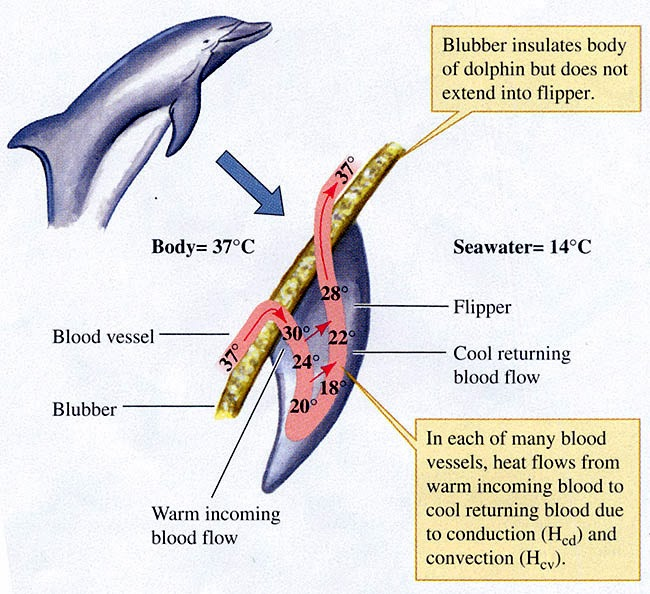 Blubber insulates body
of dolphin but does not
extend into flipper.
37°
Body= 37°C
Seawater= 14°C
28°
Flipper
Blood vessel
30°
22°
37°
24°
Cool returning
blood flow
18°
Blubber
20°
In each of many blood
vessels, heat flows from
warm incoming blood to
cool returning blood due
to conduction (Hcd) and
convection (Hcv).
Warm incoming
blood flow